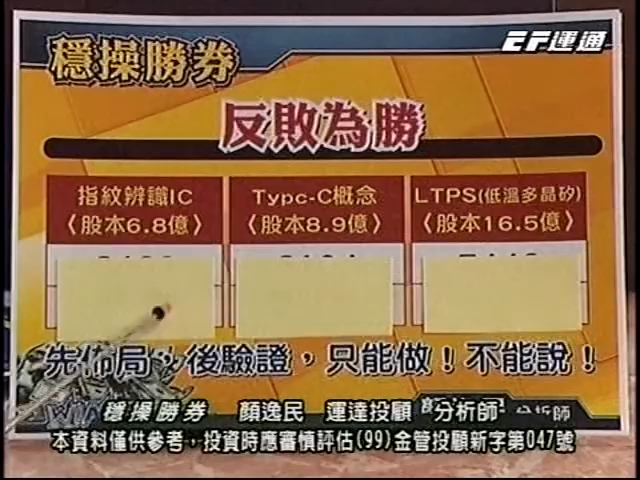 穩操勝券
EF運通
反敗為勝
指紋辨識IC
〈股本6.8億〉
Type-C概念
〈股本8.9億〉
LTPS(低溫多晶矽)
〈股本16.5億〉
先佈局，後驗證，只能做！不能說！
WIN
分析師
穩操勝券 顏逸民 運達投顧 分析師
本資料僅供參考，投資時應審慎評估(99)金管投顧新字第047號